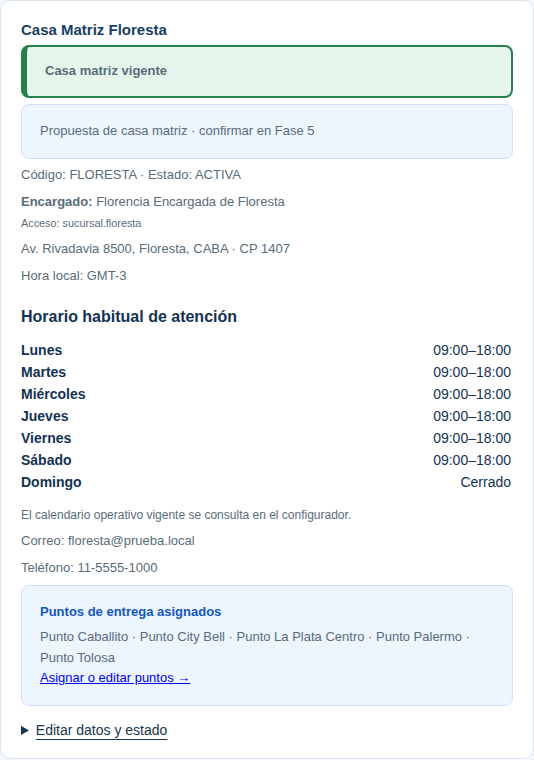 Casa Matriz Floresta
Casa matriz vigente
Propuesta de casa matriz · confirmar en Fase 5
Código: FLORESTA · Estado: ACTIVA
Encargado: Florencia Encargada de Floresta
Acceso: sucursal.floresta
Av. Rivadavia 8500, Floresta, CABA · CP 1407
Hora local: GMT-3
Horario habitual de atención
Lunes 09:00–18:00
Martes 09:00–18:00
Miércoles 09:00–18:00
Jueves 09:00–18:00
Viernes 09:00–18:00
Sábado 09:00–18:00
Domingo Cerrado
El calendario operativo vigente se consulta en el configurador.
Correo: floresta@prueba.local
Teléfono: 11-5555-1000
Puntos de entrega asignados
Punto Caballito · Punto City Bell · Punto La Plata Centro · Punto Palermo ·
Punto Tolosa
Asignar o editar puntos →
▶ Editar datos y estado